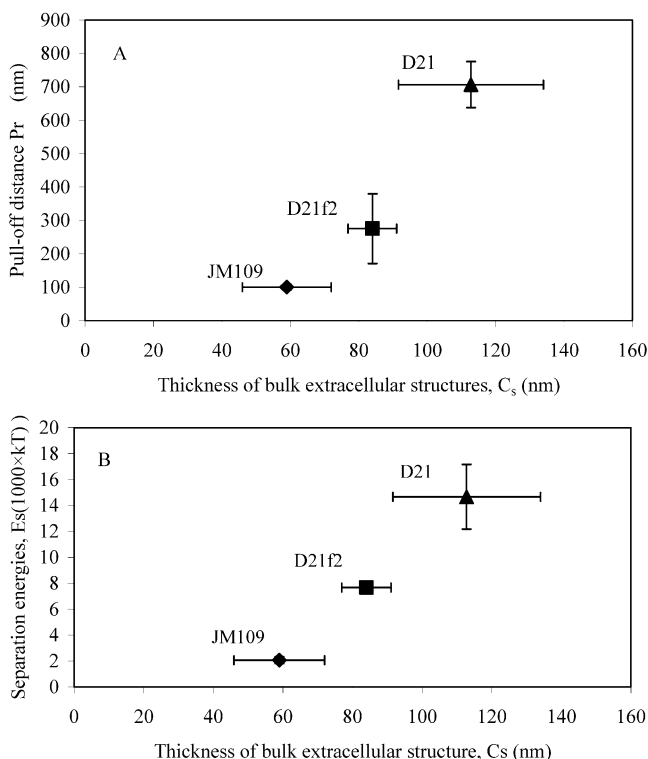 900
800
700
600
500
400
300
200
100
0
Pull-off distance Pr (nm)
A
D21
D21f2
JM109
0 20 40 60 80 100 120 140 160
Thickness of bulk extracellular structures, Cs (nm)
20
18
16
14
12
10
8
6
4
2
0
Separation energies, Es(1000×kT) )
B
D21
D21f2
JM109
0 20 40 60 80 100 120 140 160
Thickness of bulk extracellular structure, Cs (nm)